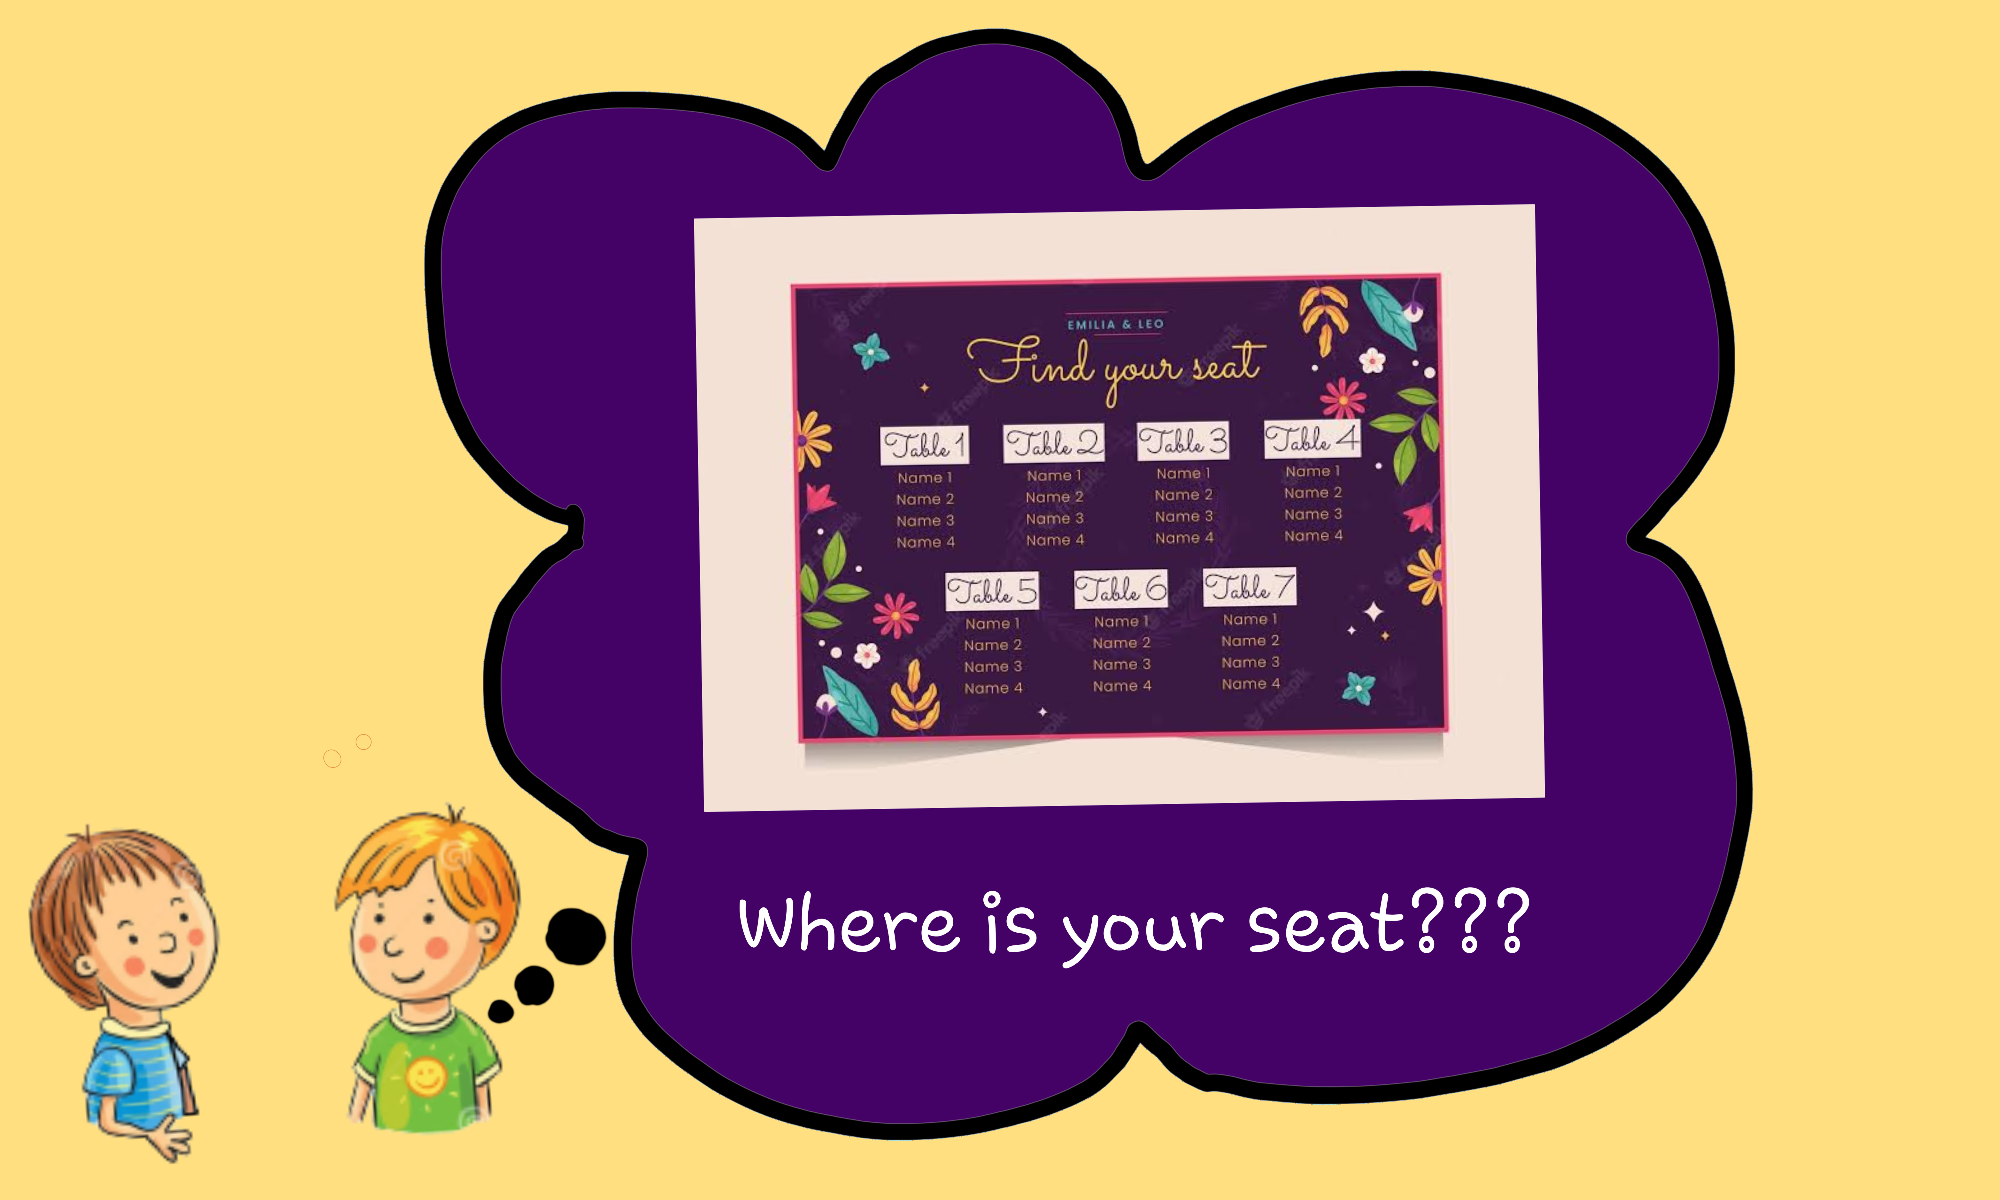 EMILIA & LEO
Find your seat
Table 1 Table 2 Table 3 Table 4
Name 1 Name 1 Name 1 Name 1
Name 2 Name 2 Name 2 Name 2
Name 3 Name 3 Name 3 Name 3
Name 4 Name 4 Name 4 Name 4
Table 5 Table 6 Table 7
Name 1 Name 1 Name 1
Name 2 Name 2 Name 2
Name 3 Name 3 Name 3
Name 4 Name 4 Name 4
Where is your seat???